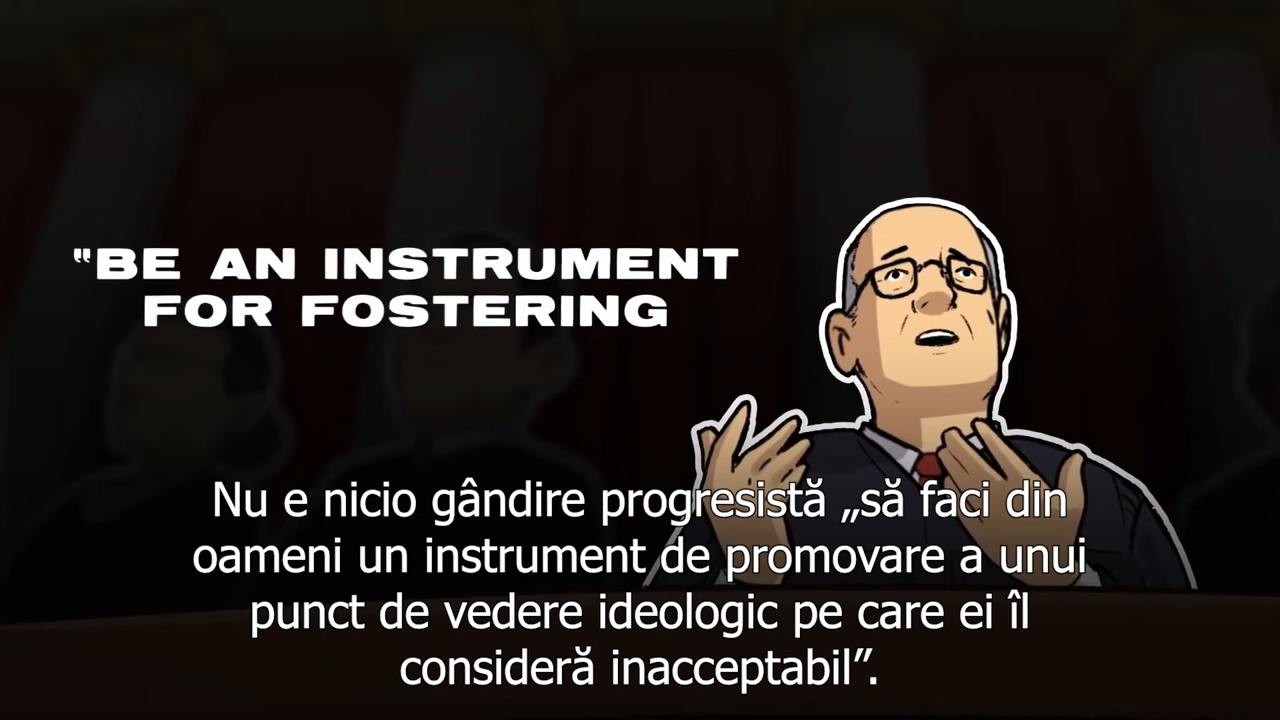 “BE AN INSTRUMENT
FOR FOSTERING
Nu e nicio gândire progresistă „să faci din
oameni un instrument de promovare a unui
punct de vedere ideologic pe care ei îl
consideră inacceptabil”.